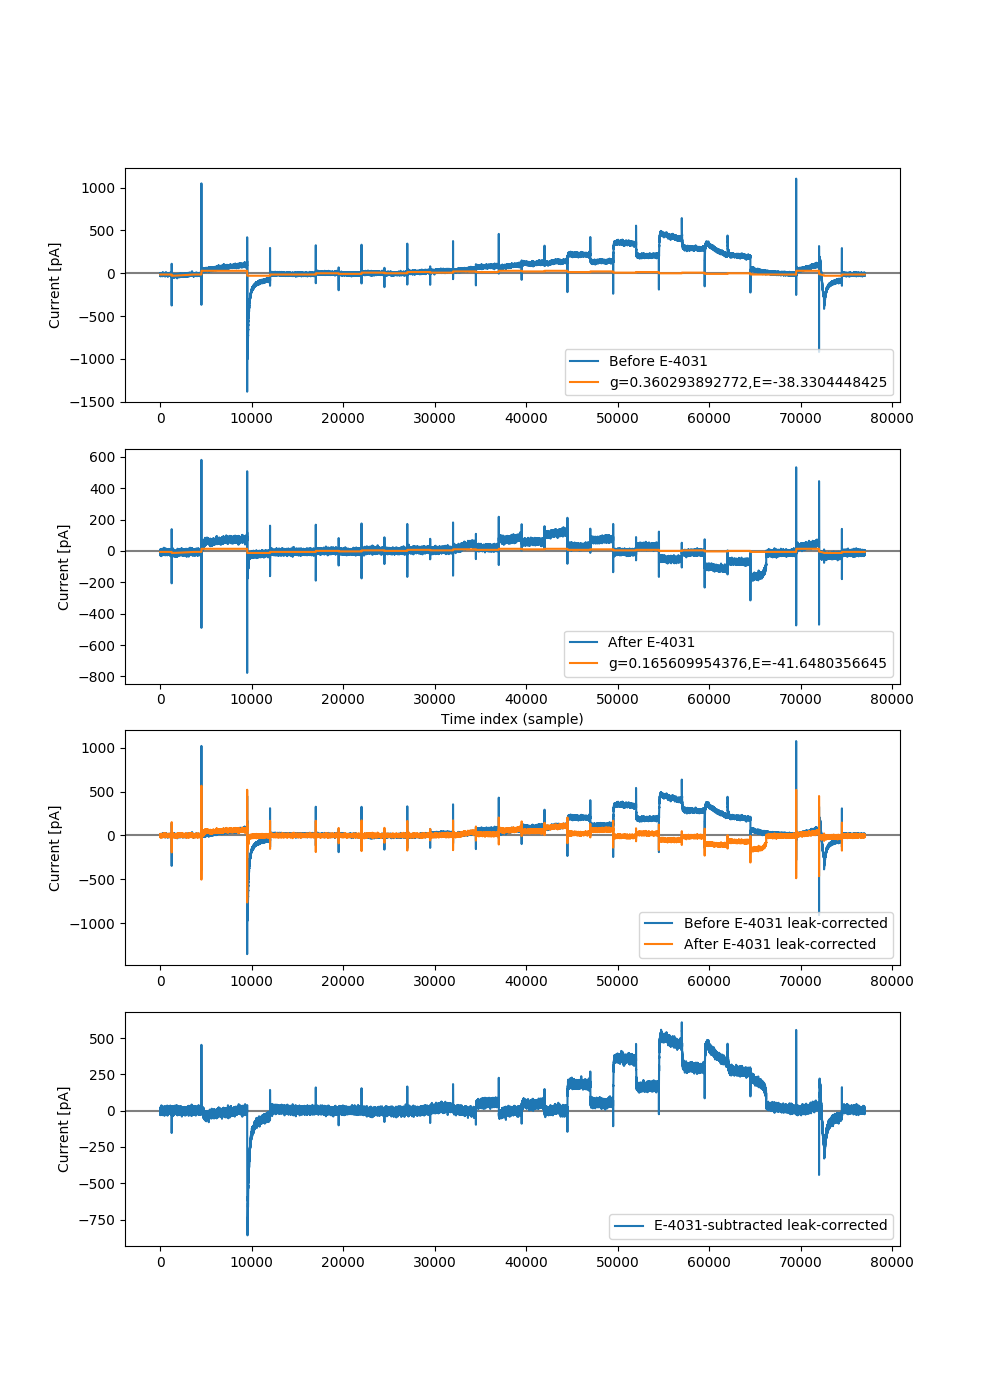 1000
500
0
−500
−1000
−1500
Current [pA]
Before E-4031
g=0.360293892772,E=-38.3304448425
0 10000 20000 30000 40000 50000 60000 70000 80000
600
400
200
0
−200
−400
−600
−800
Current [pA]
After E-4031
g=0.165609954376,E=-41.6480356645
0 10000 20000 30000 40000 50000 60000 70000 80000
Time index (sample)
1000
500
0
−500
−1000
Current [pA]
Before E-4031 leak-corrected
After E-4031 leak-corrected
0 10000 20000 30000 40000 50000 60000 70000 80000
500
250
0
−250
−500
−750
Current [pA]
E-4031-subtracted leak-corrected
0 10000 20000 30000 40000 50000 60000 70000 80000